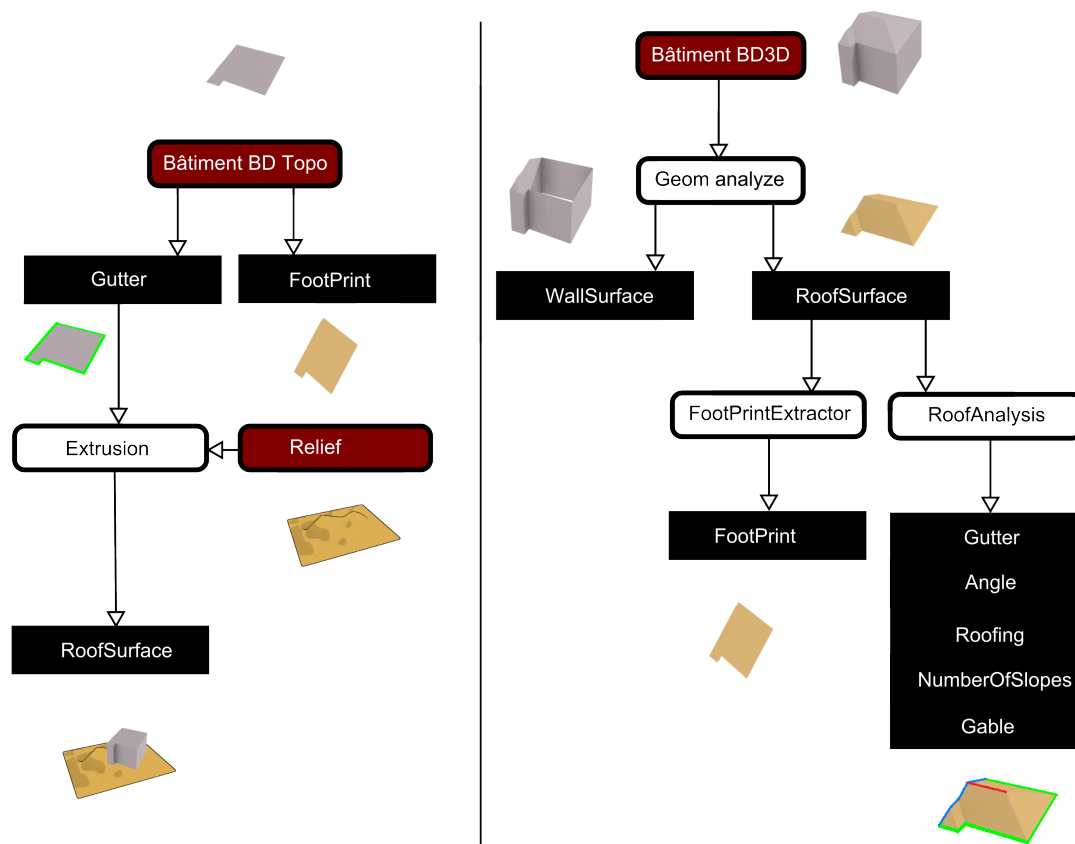 Bâtiment BD Topo
Gutter
FootPrint
Extrusion
Relief
RoofSurface
Bâtiment BD3D
Geom analyze
WallSurface
RoofSurface
FootPrintExtractor
RoofAnalysis
FootPrint
Gutter
Angle
Roofing
NumberOfSlopes
Gable